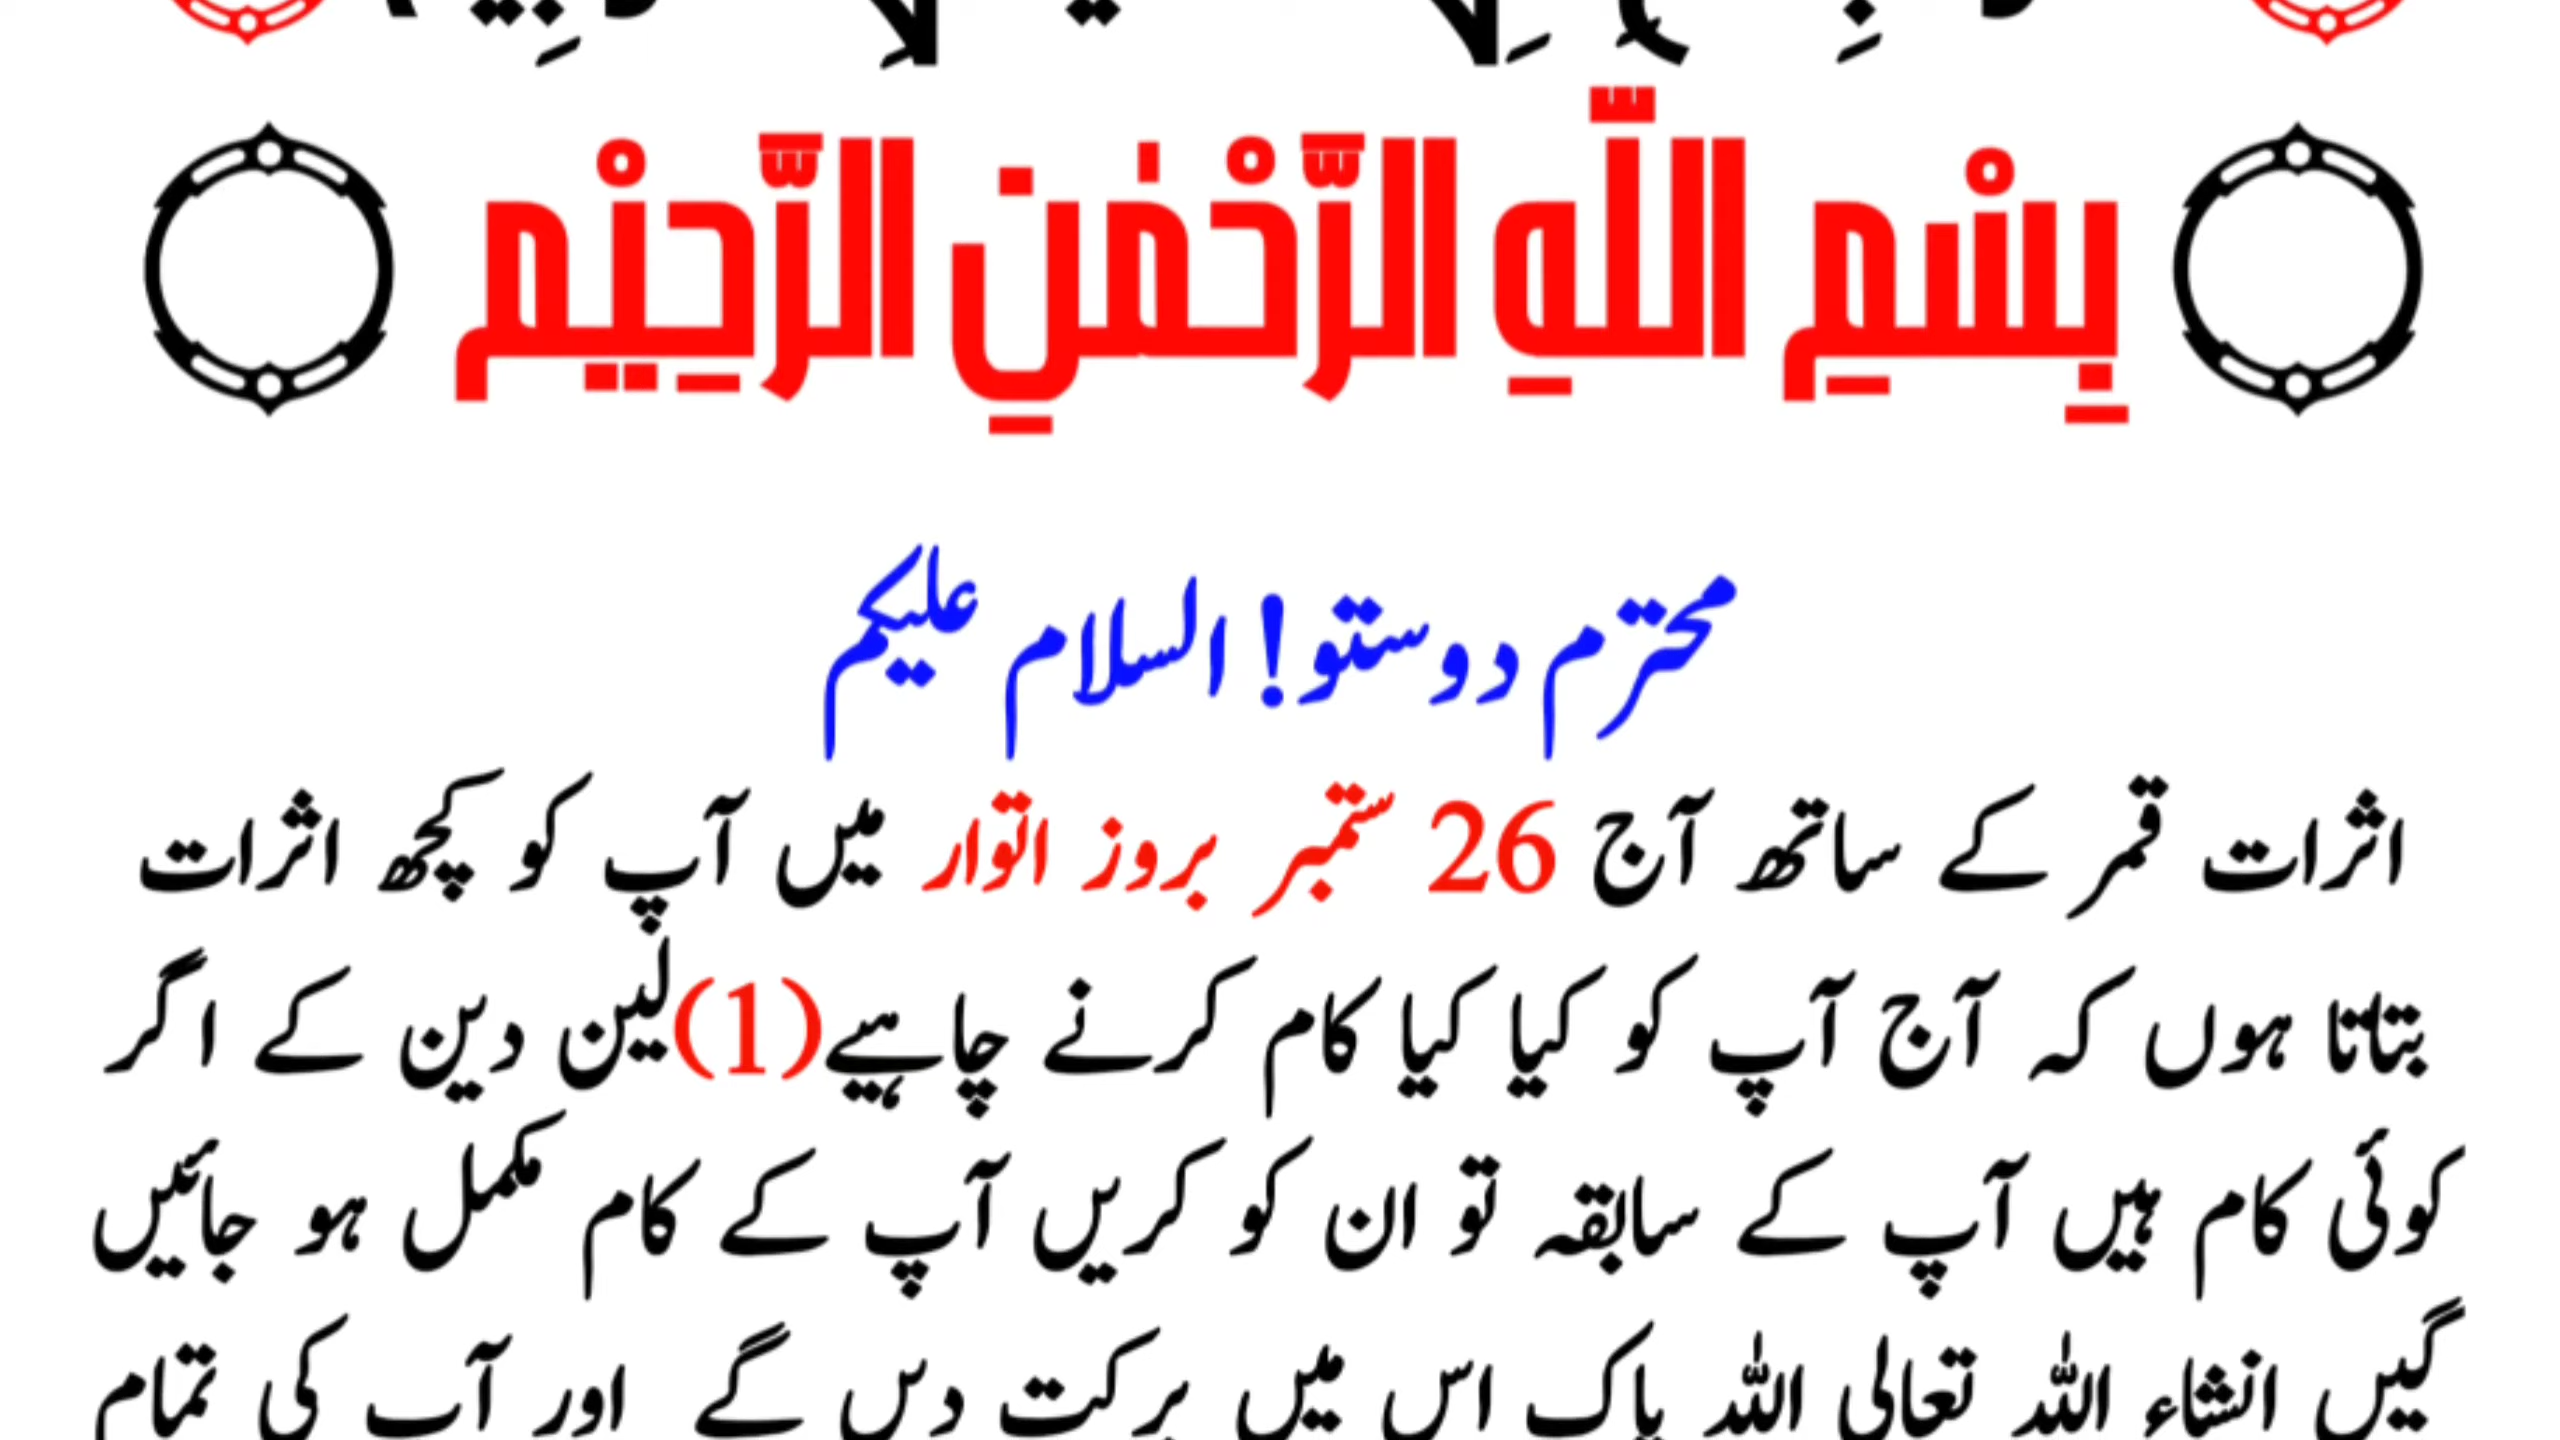 بِسْمِ اللّٰهِ الرَّحْمٰنِ الرَّحِيْمِ
محترم دوستو! السلام علیکم
اثرات قمر کے ساتھ آج 26 ستمبر بروز اتوار میں آپ کو کچھ اثرات
بتاتا ہوں کہ آج آپ کو کیا کیا کام کرنے چاہیے(1)لین دین کے اگر
کوئی کام ہیں آپ کے سابقہ تو ان کو کریں آپ کے کام مکمل ہو جائیں
گیں انشاء اللہ تعالی اللہ پاک اس میں برکت دیں گے اور آپ کی تمام